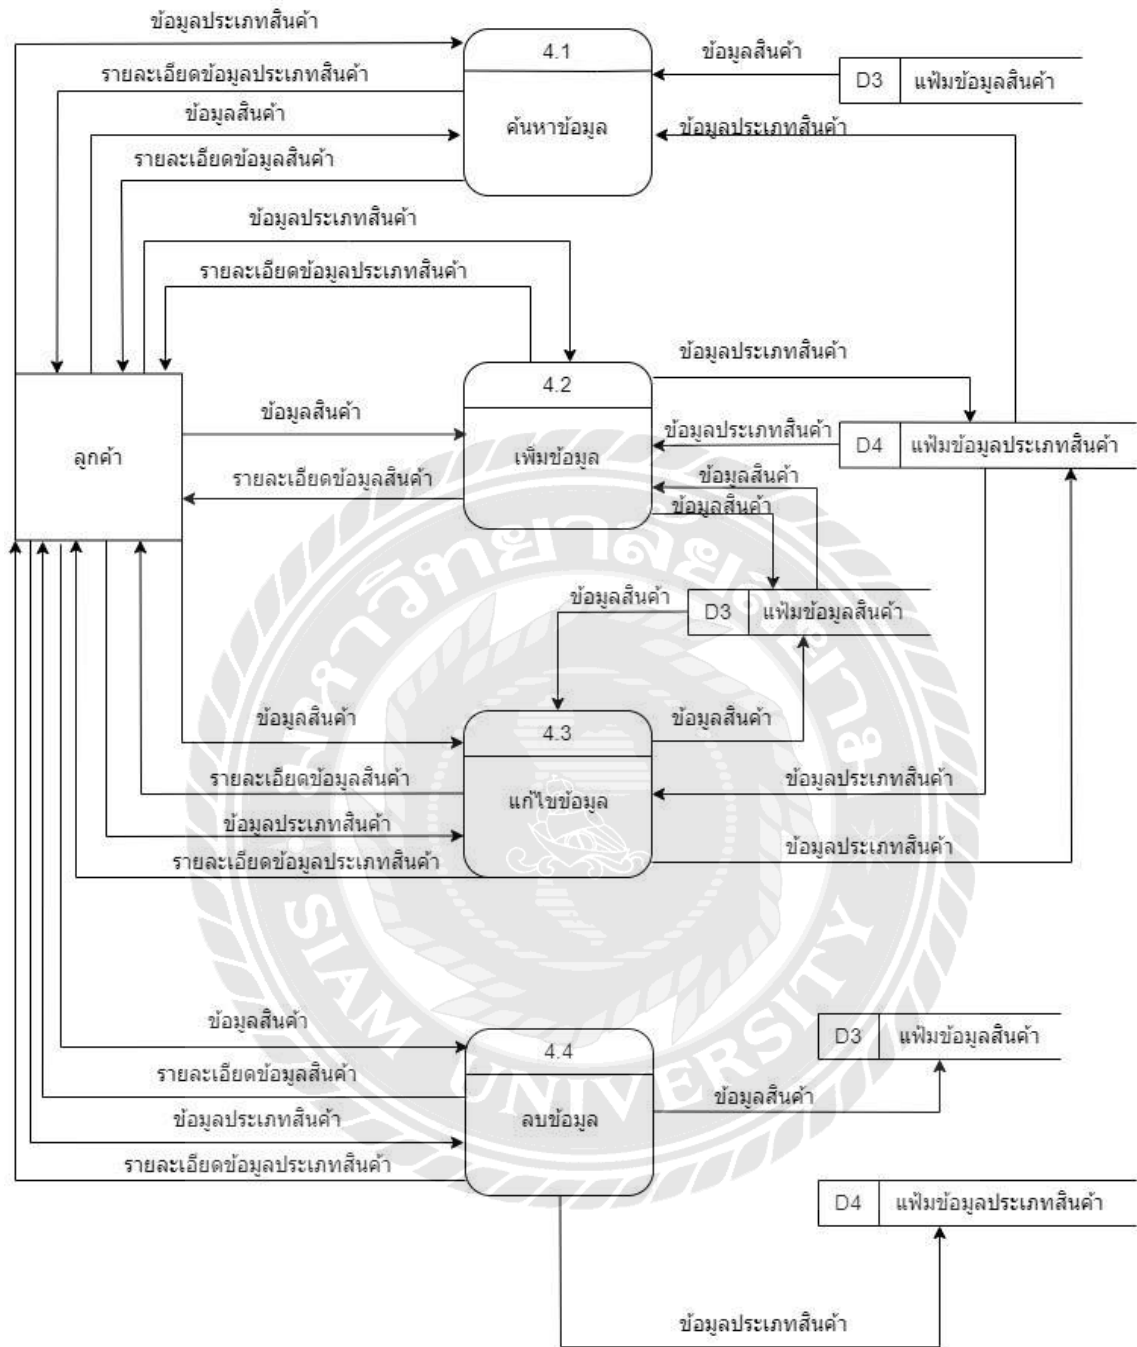 ข้อมูลประเภทสินค้า
4.1
ข้อมูลสินค้า
รายละเอียดข้อมูลประเภทสินค้า
D3 แฟ้มข้อมูลสินค้า
ข้อมูลสินค้า
ค้นหาข้อมูล
ข้อมูลประเภทสินค้า
รายละเอียดข้อมูลสินค้า
ข้อมูลประเภทสินค้า
รายละเอียดข้อมูลประเภทสินค้า
ข้อมูลประเภทสินค้า
4.2
ข้อมูลสินค้า
ข้อมูลประเภทสินค้า
D4 แฟ้มข้อมูลประเภทสินค้า
ลูกค้า
เพิ่มข้อมูล
รายละเอียดข้อมูลสินค้า
ข้อมูลสินค้า
ข้อมูลสินค้า
ข้อมูลสินค้า
D3 แฟ้มข้อมูลสินค้า
ข้อมูลสินค้า
4.3
ข้อมูลสินค้า
รายละเอียดข้อมูลสินค้า
ข้อมูลประเภทสินค้า
แก้ไขข้อมูล
ข้อมูลประเภทสินค้า
ข้อมูลประเภทสินค้า
รายละเอียดข้อมูลประเภทสินค้า
ข้อมูลสินค้า
D3 แฟ้มข้อมูลสินค้า
4.4
รายละเอียดข้อมูลสินค้า
ข้อมูลสินค้า
ข้อมูลประเภทสินค้า
ลบข้อมูล
รายละเอียดข้อมูลประเภทสินค้า
D4 แฟ้มข้อมูลประเภทสินค้า
ข้อมูลประเภทสินค้า
มหาวิทยาลัยสยาม
SIAM UNIVERSITY